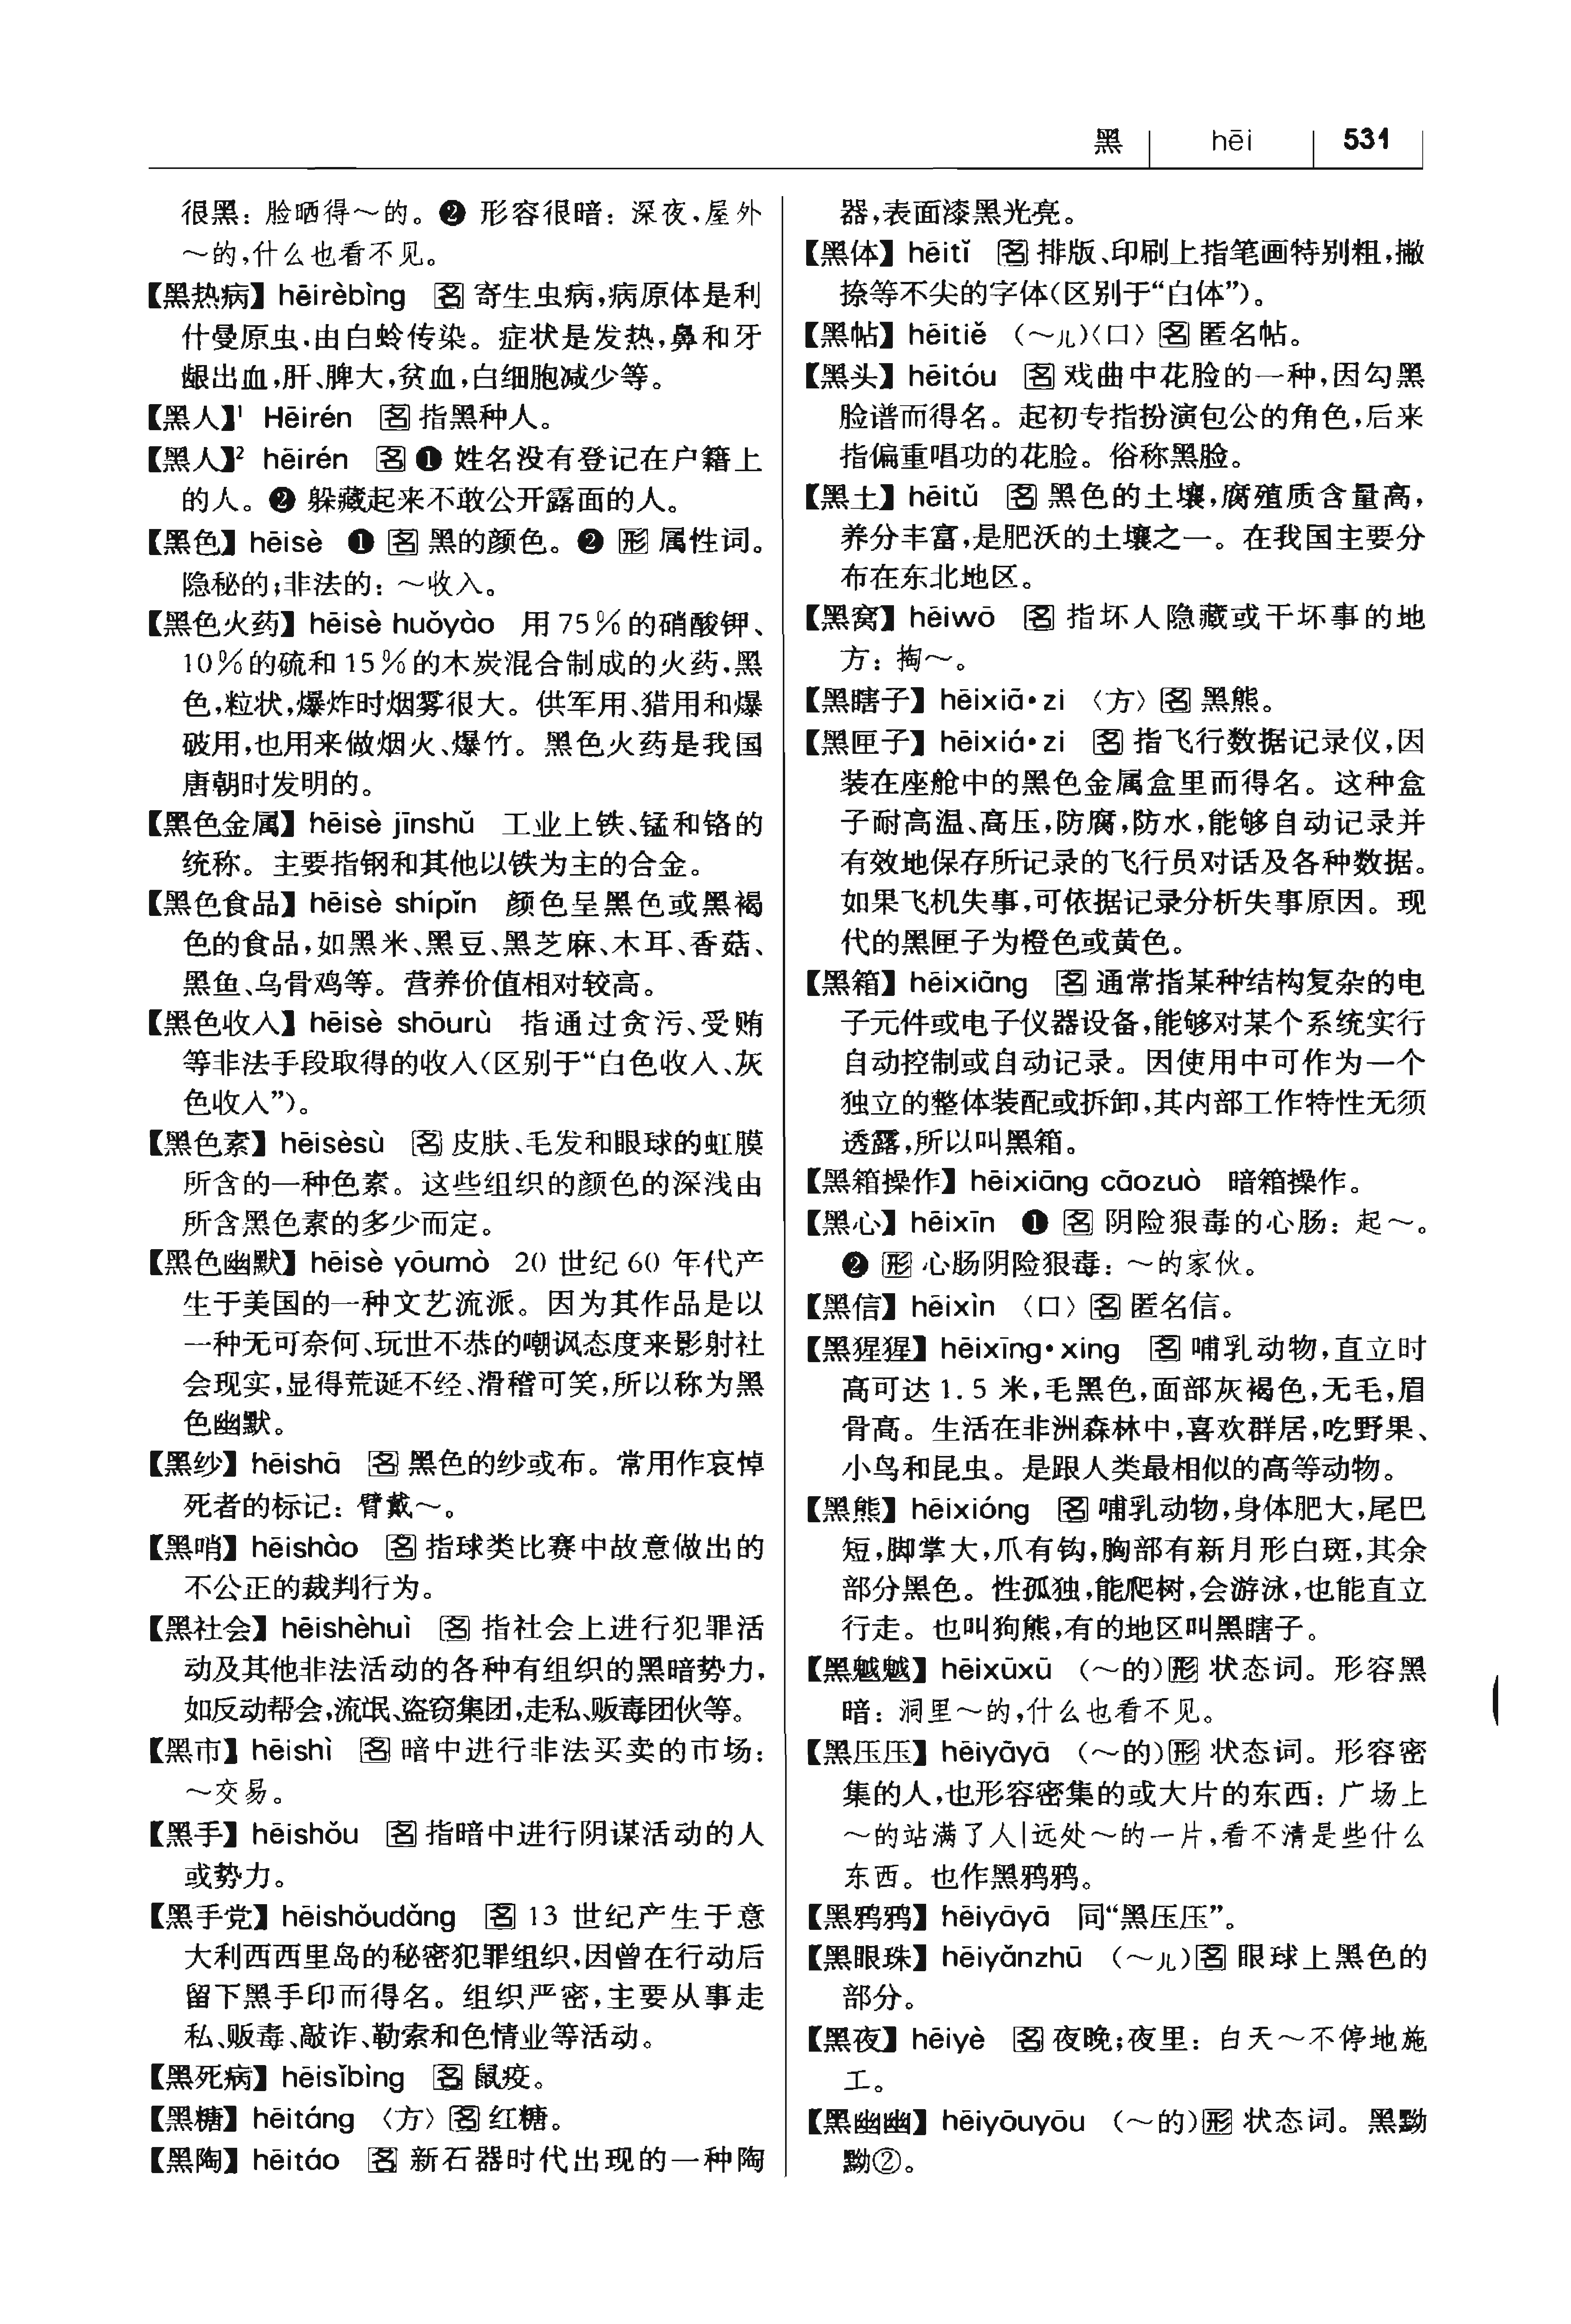 黑 hēi 531
很黑：脸晒得～的。❷ 形容很暗：深夜，屋外
～的，什么也看不见。
【黑热病】hēirèbìng 名 寄生虫病，病原体是利
什曼原虫，由白蛉传染。症状是发热，鼻和牙
龈出血，肝、脾大，贫血，白细胞减少等。
【黑人】¹ Hēirén 名 指黑种人。
【黑人】² hēirén 名 ❶ 姓名没有登记在户籍上
的人。❷ 躲藏起来不敢公开露面的人。
【黑色】hēisè ❶ 名 黑的颜色。❷ 形 属性词。
隐秘的；非法的：～收入。
【黑色火药】hēisè huǒyào 用75％的硝酸钾、
10％的硫和15％的木炭混合制成的火药，黑
色，粒状，爆炸时烟雾很大。供军用、猎用和爆
破用，也用来做烟火、爆竹。黑色火药是我国
唐朝时发明的。
【黑色金属】hēisè jīnshǔ 工业上铁、锰和铬的
统称。主要指钢和其他以铁为主的合金。
【黑色食品】hēisè shípǐn 颜色呈黑色或黑褐
色的食品，如黑米、黑豆、黑芝麻、木耳、香菇、
黑鱼、乌骨鸡等。营养价值相对较高。
【黑色收入】hēisè shōurù 指通过贪污、受贿
等非法手段取得的收入（区别于“白色收入、灰
色收入”）。
【黑色素】hēisèsù 名 皮肤、毛发和眼球的虹膜
所含的一种色素。这些组织的颜色的深浅由
所含黑色素的多少而定。
【黑色幽默】hēisè yōumò 20 世纪60 年代产
生于美国的一种文艺流派。因为其作品是以
一种无可奈何、玩世不恭的嘲讽态度来影射社
会现实，显得荒诞不经、滑稽可笑，所以称为黑
色幽默。
【黑纱】hēishā 名 黑色的纱或布。常用作哀悼
死者的标记：臂戴～。
【黑哨】hēishào 名 指球类比赛中故意做出的
不公正的裁判行为。
【黑社会】hēishèhuì 名 指社会上进行犯罪活
动及其他非法活动的各种有组织的黑暗势力，
如反动帮会，流氓、盗窃集团，走私、贩毒团伙等。
【黑市】hēishì 名 暗中进行非法买卖的市场：
～交易。
【黑手】hēishǒu 名 指暗中进行阴谋活动的人
或势力。
【黑手党】hēishǒudǎng 名 13 世纪产生于意
大利西西里岛的秘密犯罪组织，因曾在行动后
留下黑手印而得名。组织严密，主要从事走
私、贩毒、敲诈、勒索和色情业等活动。
【黑死病】hēisǐbìng 名 鼠疫。
【黑糖】hēitáng 〈方〉名 红糖。
【黑陶】hēitáo 名 新石器时代出现的一种陶
器，表面漆黑光亮。
【黑体】hēitǐ 名 排版、印刷上指笔画特别粗，撇
捺等不尖的字体（区别于“白体”）。
【黑帖】hēitiě （～儿）〈口〉名 匿名帖。
【黑头】hēitóu 名 戏曲中花脸的一种，因勾黑
脸谱而得名。起初专指扮演包公的角色，后来
指偏重唱功的花脸。俗称黑脸。
【黑土】hēitǔ 名 黑色的土壤，腐殖质含量高，
养分丰富，是肥沃的土壤之一。在我国主要分
布在东北地区。
【黑窝】hēiwō 名 指坏人隐藏或干坏事的地
方：掏～。
【黑瞎子】hēixiā•zi 〈方〉名 黑熊。
【黑匣子】hēixiá•zi 名 指飞行数据记录仪，因
装在座舱中的黑色金属盒里而得名。这种盒
子耐高温、高压，防腐，防水，能够自动记录并
有效地保存所记录的飞行员对话及各种数据。
如果飞机失事，可依据记录分析失事原因。现
代的黑匣子为橙色或黄色。
【黑箱】hēixiāng 名 通常指某种结构复杂的电
子元件或电子仪器设备，能够对某个系统实行
自动控制或自动记录。因使用中可作为一个
独立的整体装配或拆卸，其内部工作特性无须
透露，所以叫黑箱。
【黑箱操作】hēixiāng cāozuò 暗箱操作。
【黑心】hēixīn ❶ 名 阴险狠毒的心肠：起～。
❷ 形 心肠阴险狠毒：～的家伙。
【黑信】hēixìn 〈口〉名 匿名信。
【黑猩猩】hēixīng•xing 名 哺乳动物，直立时
高可达1.5 米，毛黑色，面部灰褐色，无毛，眉
骨高。生活在非洲森林中，喜欢群居，吃野果、
小鸟和昆虫。是跟人类最相似的高等动物。
【黑熊】hēixióng 名 哺乳动物，身体肥大，尾巴
短，脚掌大，爪有钩，胸部有新月形白斑，其余
部分黑色。性孤独，能爬树，会游泳，也能直立
行走。也叫狗熊，有的地区叫黑瞎子。
【黑魆魆】hēixūxū （～的）形 状态词。形容黑
暗：洞里～的，什么也看不见。
【黑压压】hēiyāyā （～的）形 状态词。形容密
集的人，也形容密集的或大片的东西：广场上
～的站满了人|远处～的一片，看不清是些什么
东西。也作黑鸦鸦。
【黑鸦鸦】hēiyāyā 同“黑压压”。
【黑眼珠】hēiyǎnzhū （～儿）名 眼球上黑色的
部分。
【黑夜】hēiyè 名 夜晚；夜里：白天～不停地施
工。
【黑幽幽】hēiyōuyōu （～的）形 状态词。黑黝
黝②。